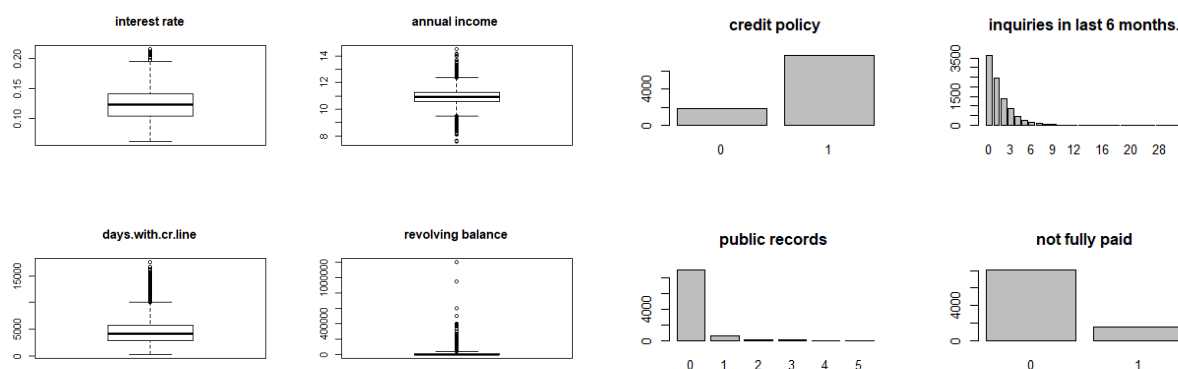 interest rate
0.10 0.15 0.20
annual income
8 10 12 14
credit policy
0 4000
0 1
inquiries in last 6 months.
0 1500 3500
0 3 6 9 12 16 20 28
days.with.cr.line
0 5000 15000
revolving balance
0 400000 1000000
public records
0 4000
0 1 2 3 4 5
not fully paid
0 4000
0 1